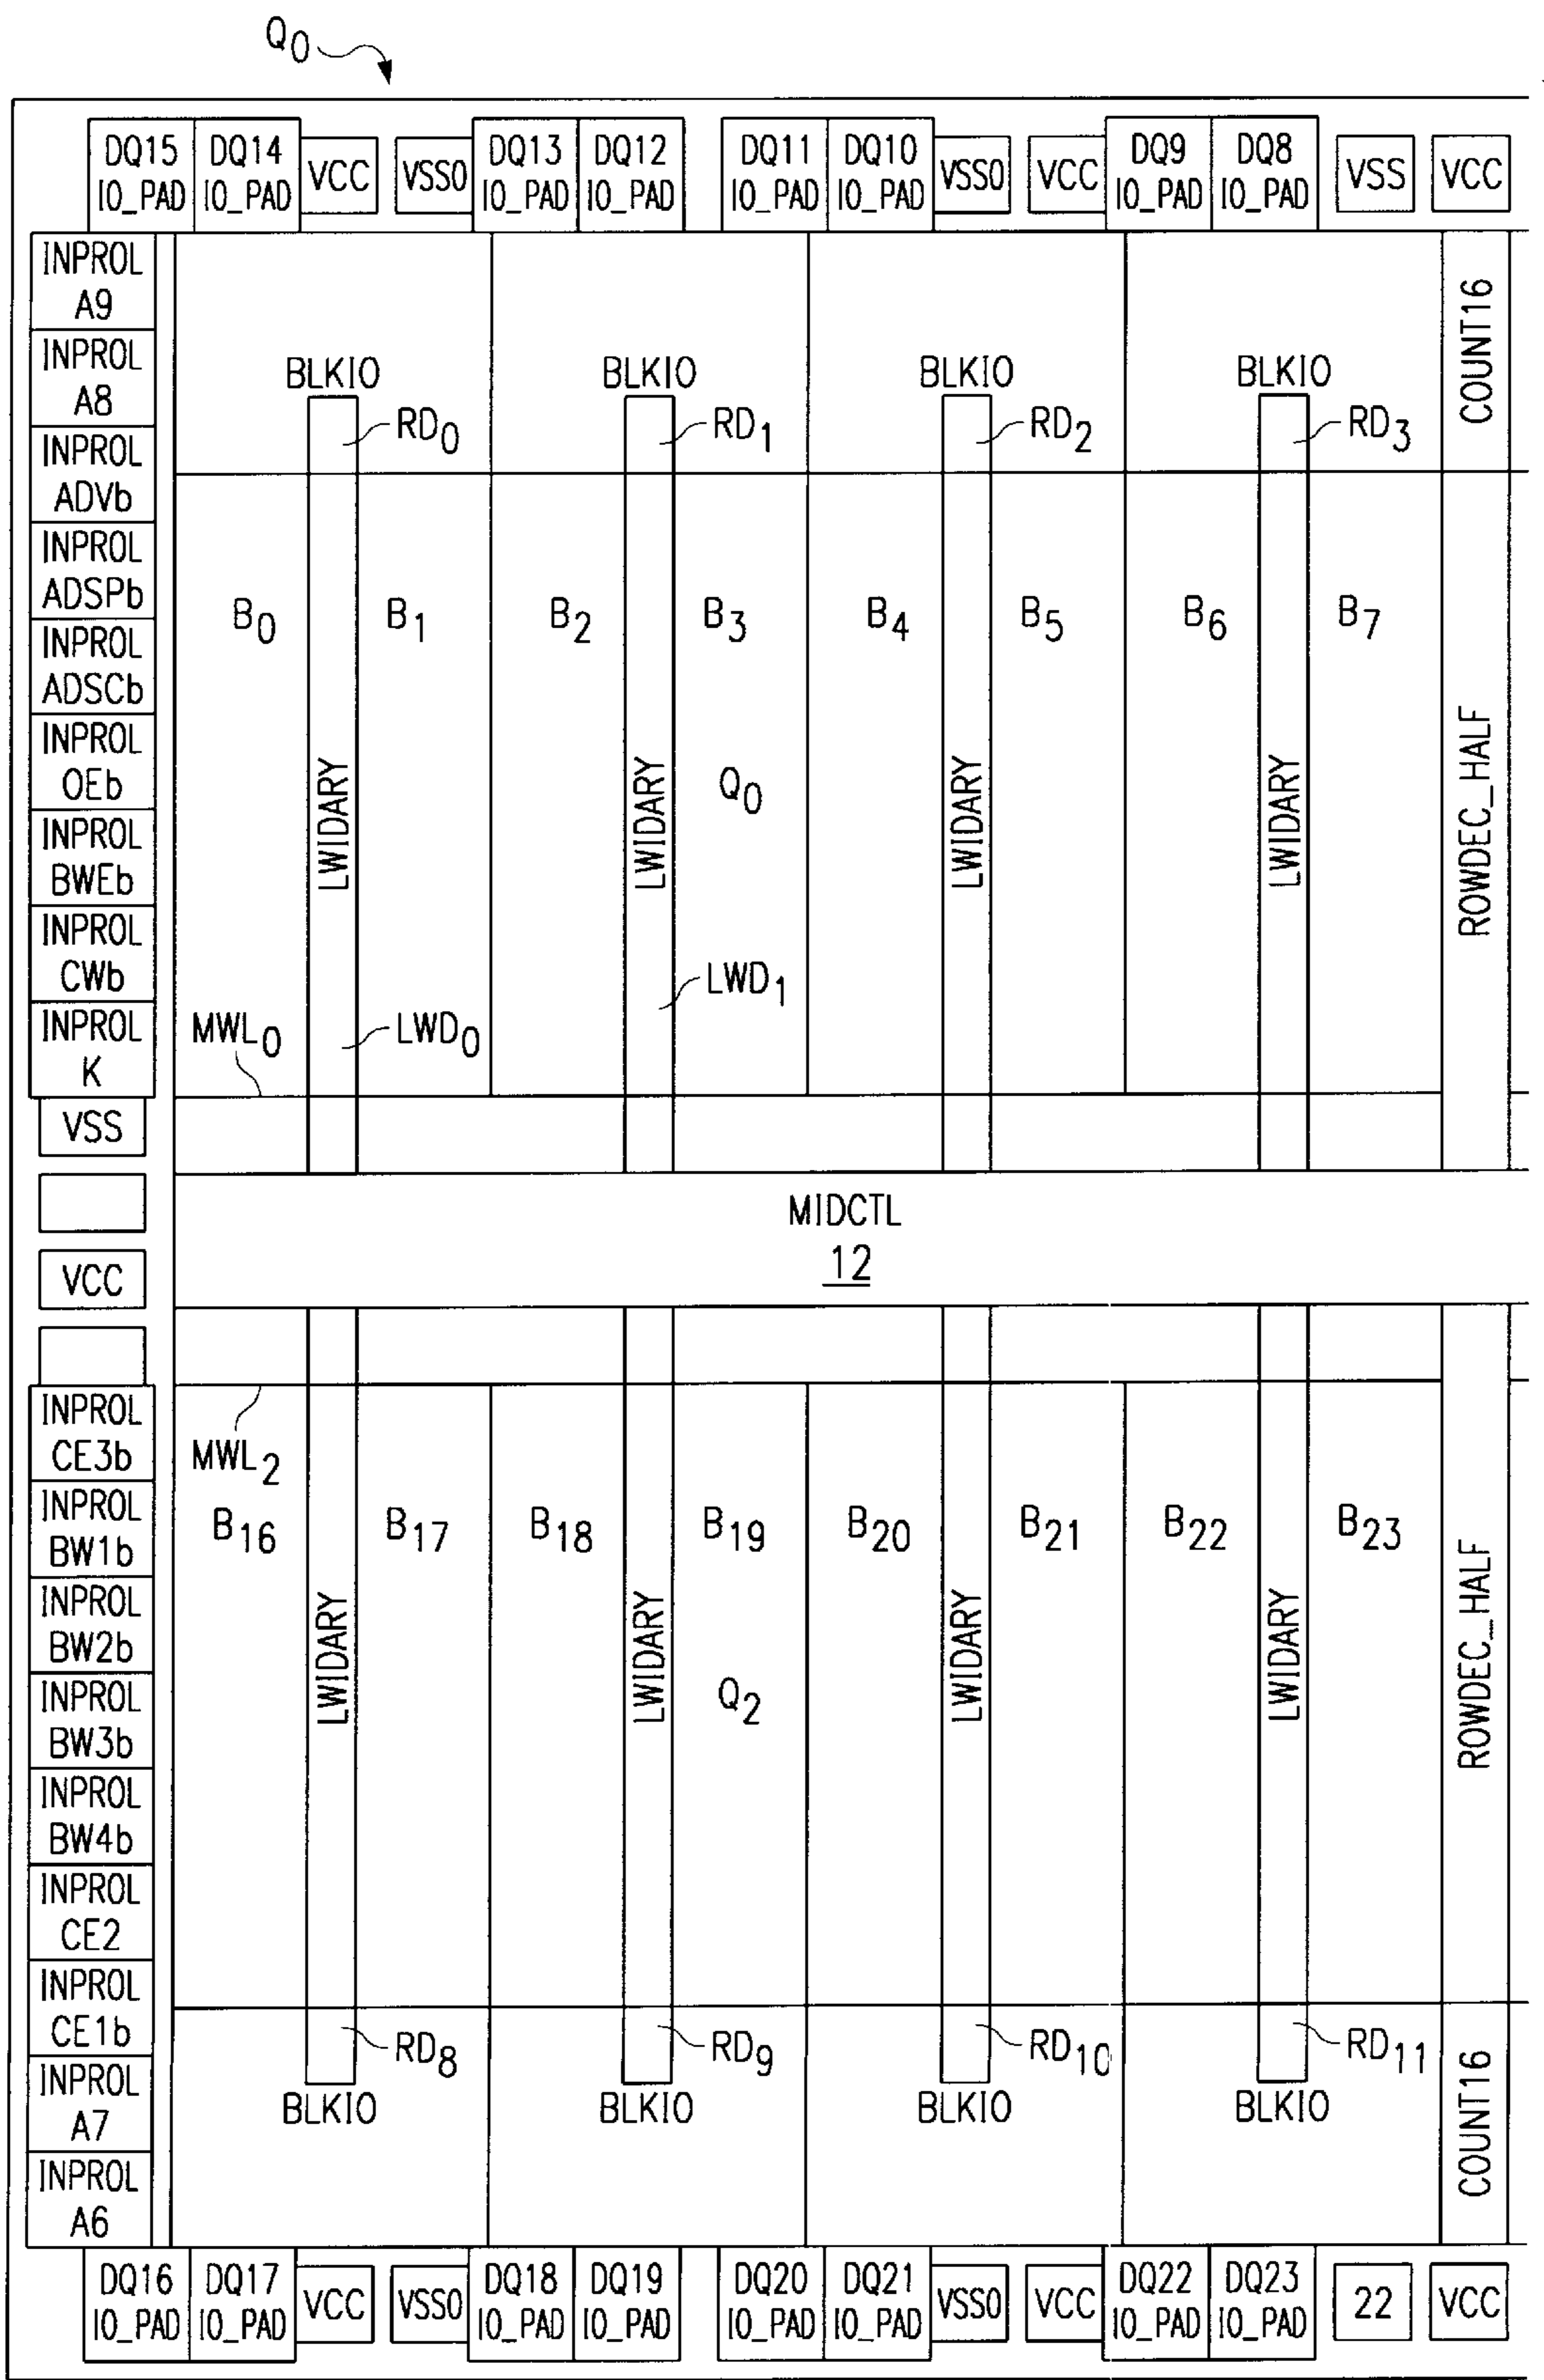 Q0
DQ15 IO_PAD
DQ14 IO_PAD
VCC
VSSO
DQ13 IO_PAD
DQ12 IO_PAD
DQ11 IO_PAD
DQ10 IO_PAD
VSSO
VCC
DQ9 IO_PAD
DQ8 IO_PAD
VSS
VCC
INPROL
A9
INPROL
A8
INPROL
ADVb
INPROL
ADSPb
INPROL
ADSCb
INPROL
OEb
INPROL
BWEb
INPROL
CWb
INPROL
K
VSS
VCC
INPROL
CE3b
INPROL
BW1b
INPROL
BW2b
INPROL
BW3b
INPROL
BW4b
INPROL
CE2
INPROL
CE1b
INPROL
A7
INPROL
A6
BLKIO BLKIO BLKIO BLKIO
RD0 RD1 RD2 RD3
COUNT16
B0 B1 B2 B3 B4 B5 B6 B7
LWIDARY LWIDARY LWIDARY LWIDARY
Q0
ROWDEC_HALF
LWD1
MWL0
LWD0
MIDCTL
12
MWL2
B16 B17 B18 B19 B20 B21 B22 B23
LWIDARY LWIDARY LWIDARY LWIDARY
Q2
ROWDEC_HALF
RD8 RD9 RD10 RD11
BLKIO BLKIO BLKIO BLKIO
COUNT16
DQ16 IO_PAD
DQ17 IO_PAD
VCC
VSSO
DQ18 IO_PAD
DQ19 IO_PAD
DQ20 IO_PAD
DQ21 IO_PAD
VSSO
VCC
DQ22 IO_PAD
DQ23 IO_PAD
22
VCC